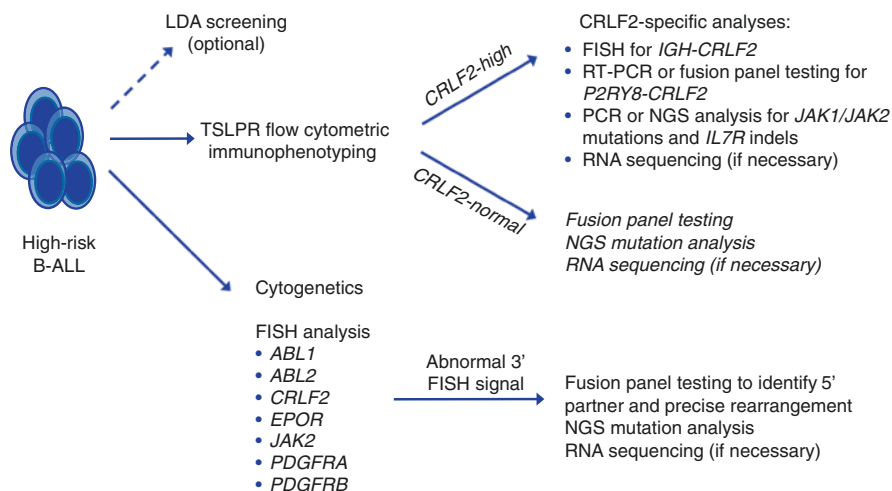 LDA screening
(optional)
High-risk
B-ALL
TSLPR flow cytometric
immunophenotyping
CRLF2-high
CRLF2-normal
CRLF2-specific analyses:
• FISH for IGH-CRLF2
• RT-PCR or fusion panel testing for
P2RY8-CRLF2
• PCR or NGS analysis for JAK1/JAK2
mutations and IL7R indels
• RNA sequencing (if necessary)
Fusion panel testing
NGS mutation analysis
RNA sequencing (if necessary)
Cytogenetics
FISH analysis
• ABL1
• ABL2
• CRLF2
• EPOR
• JAK2
• PDGFRA
• PDGFRB
Abnormal 3'
FISH signal
Fusion panel testing to identify 5'
partner and precise rearrangement
NGS mutation analysis
RNA sequencing (if necessary)